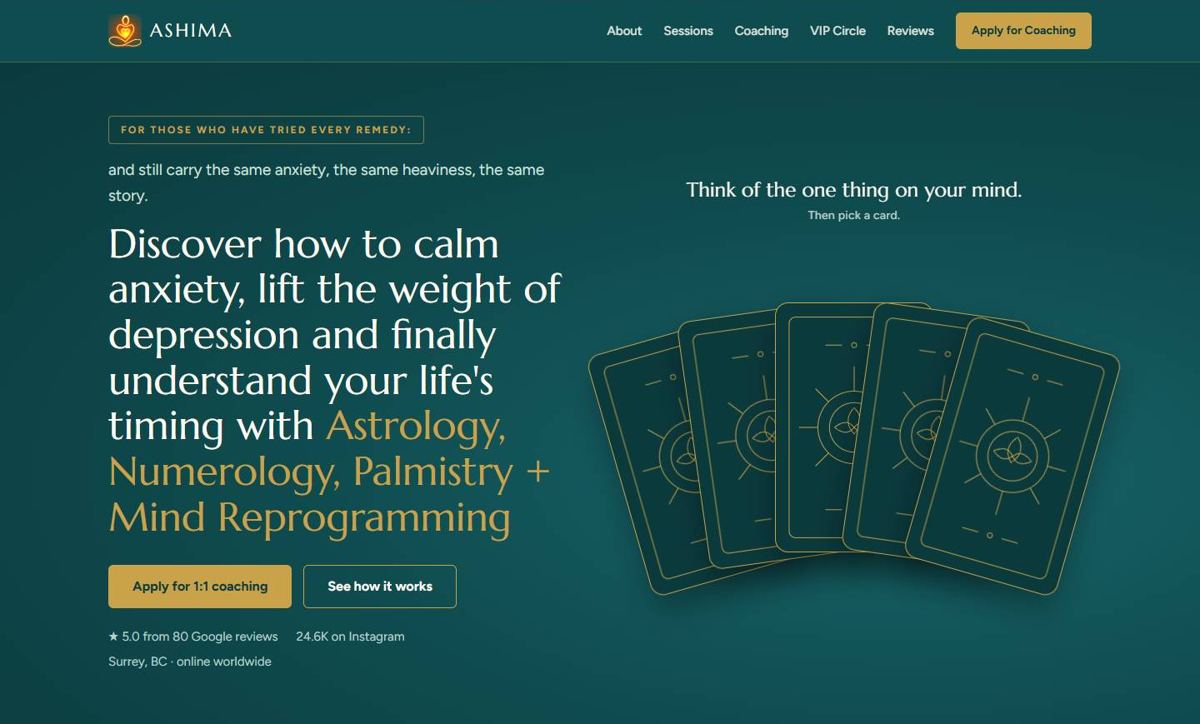 ASHIMA
About
Sessions
Coaching
VIP Circle
Reviews
Apply for Coaching
FOR THOSE WHO HAVE TRIED EVERY REMEDY:
and still carry the same anxiety, the same heaviness, the same
story.
Discover how to calm
anxiety, lift the weight of
depression and finally
understand your life's
timing with Astrology,
Numerology, Palmistry +
Mind Reprogramming
Apply for 1:1 coaching
See how it works
★ 5.0 from 80 Google reviews
24.6K on Instagram
Surrey, BC · online worldwide
Think of the one thing on your mind.
Then pick a card.